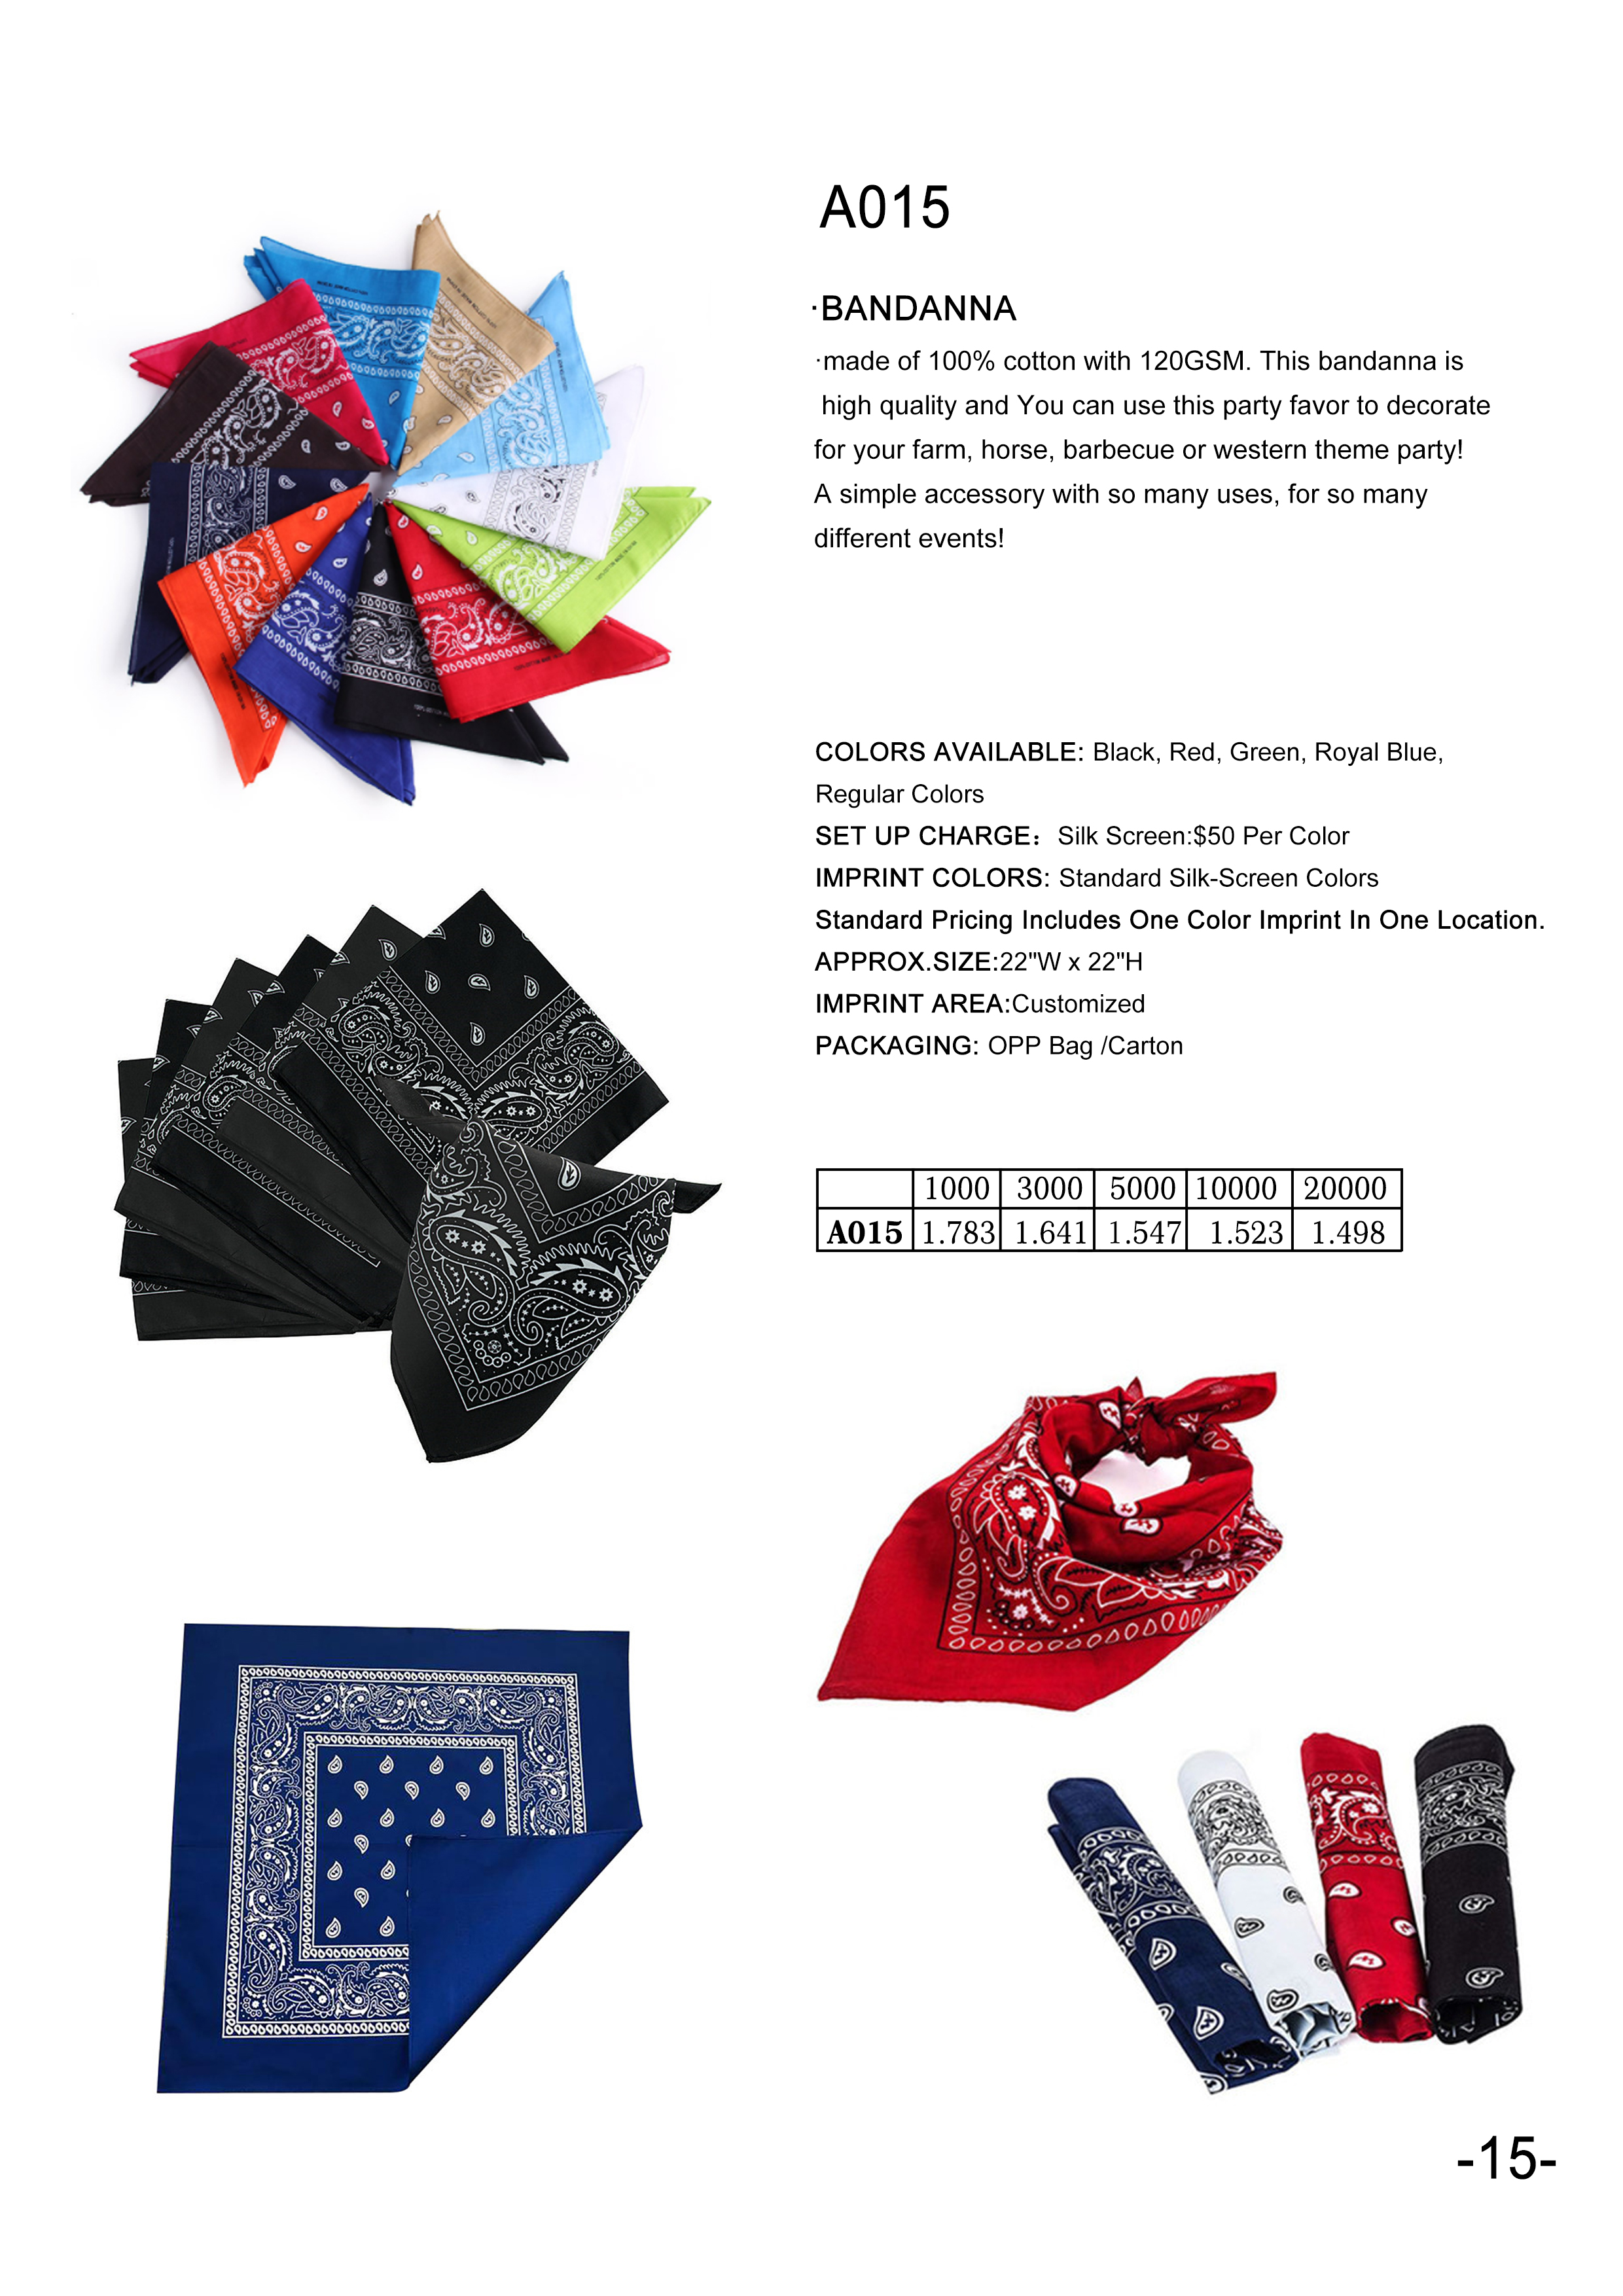 A015
·BANDANNA
·made of 100% cotton with 120GSM. This bandanna is
high quality and You can use this party favor to decorate
for your farm, horse, barbecue or western theme party!
A simple accessory with so many uses, for so many
different events!
COLORS AVAILABLE: Black, Red, Green, Royal Blue,
Regular Colors
SET UP CHARGE：Silk Screen:$50 Per Color
IMPRINT COLORS: Standard Silk-Screen Colors
Standard Pricing Includes One Color Imprint In One Location.
APPROX.SIZE:22"W x 22"H
IMPRINT AREA:Customized
PACKAGING: OPP Bag /Carton
1000 3000 5000 10000 20000
A015 1.783 1.641 1.547 1.523 1.498
-15-